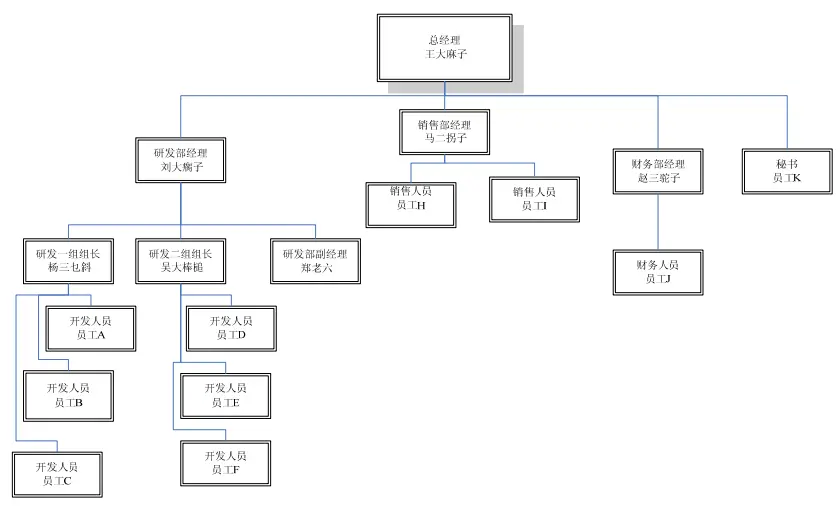 总经理
王大麻子
销售部经理
马二拐子
研发部经理
刘大瘸子
财务部经理
赵三驼子
秘书
员工K
销售人员
员工H
销售人员
员工I
研发一组组长
杨三乜斜
研发二组组长
吴大棒槌
研发部副经理
郑老六
财务人员
员工J
开发人员
员工A
开发人员
员工D
开发人员
员工B
开发人员
员工E
开发人员
员工C
开发人员
员工F